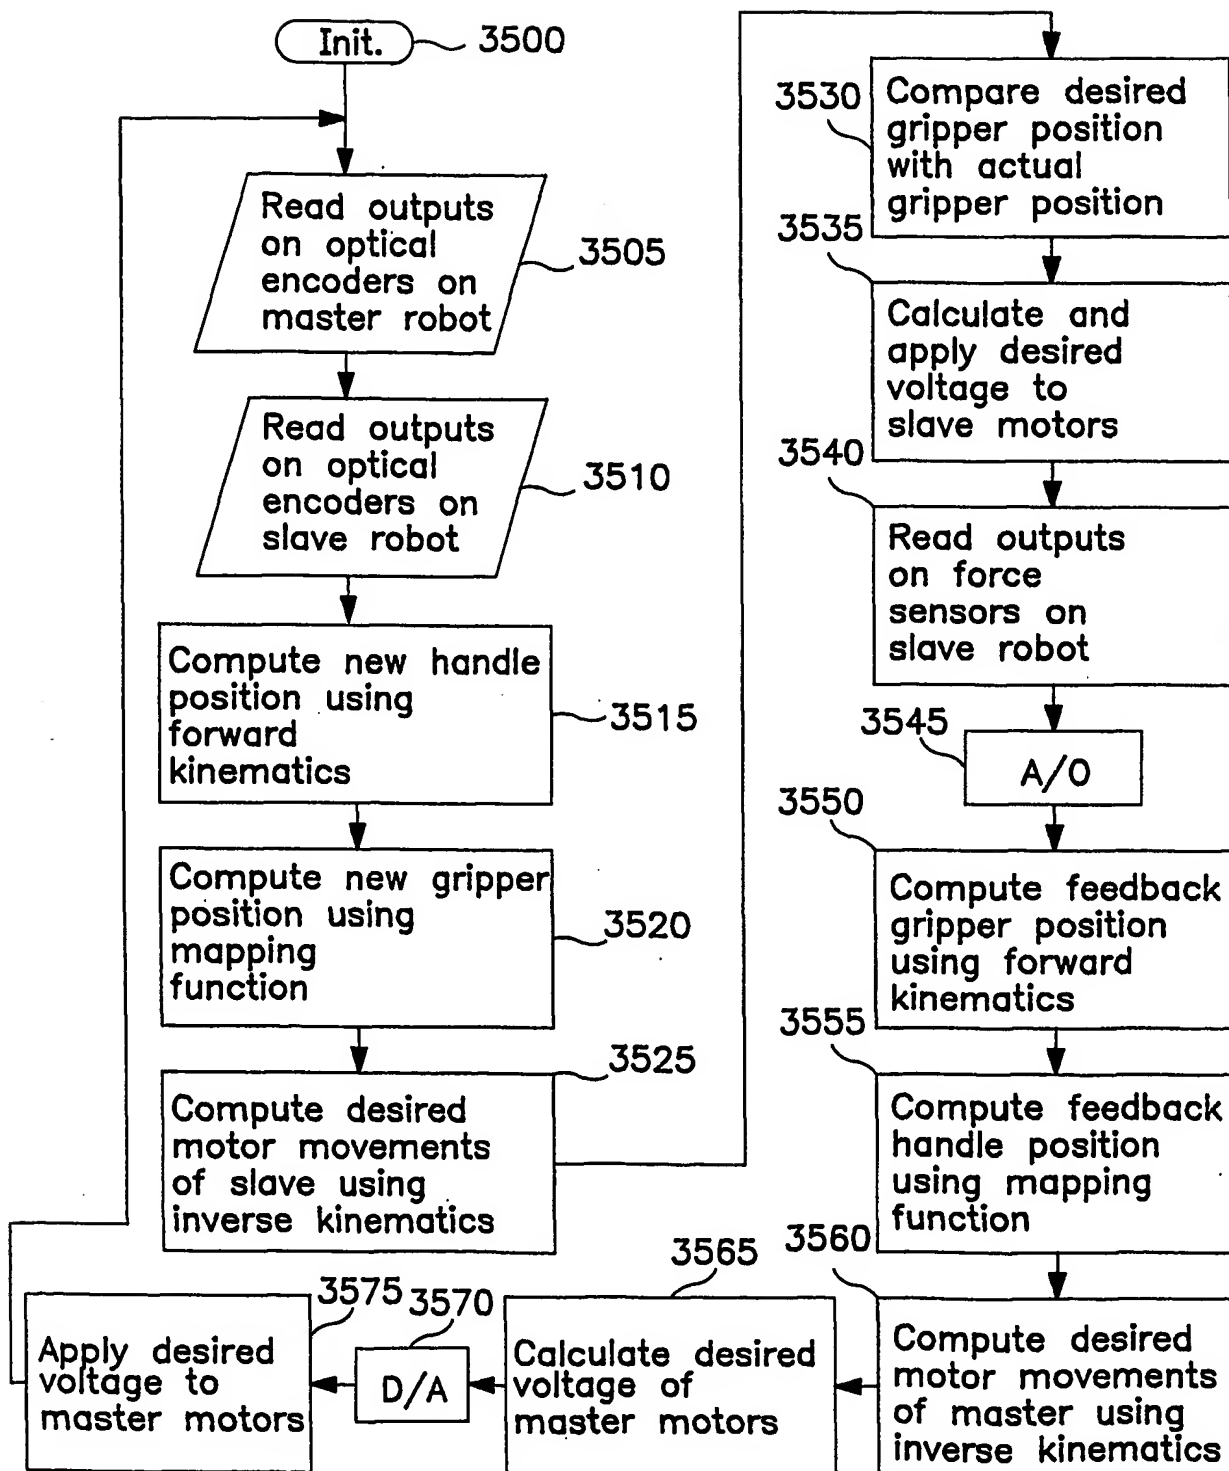 Init.
3500
Read outputs
on optical
encoders on
master robot
3505
Read outputs
on optical
encoders on
slave robot
3510
Compute new handle
position using
forward
kinematics
3515
Compute new gripper
position using
mapping
function
3520
3525
Compute desired
motor movements
of slave using
inverse kinematics
3530
Compare desired
gripper position
with actual
gripper position
3535
Calculate and
apply desired
voltage to
slave motors
3540
Read outputs
on force
sensors on
slave robot
3545
A/O
3550
Compute feedback
gripper position
using forward
kinematics
3555
Compute feedback
handle position
using mapping
function
3560
Compute desired
motor movements
of master using
inverse kinematics
3565
Calculate desired
voltage of
master motors
3570
D/A
3575
Apply desired
voltage to
master motors